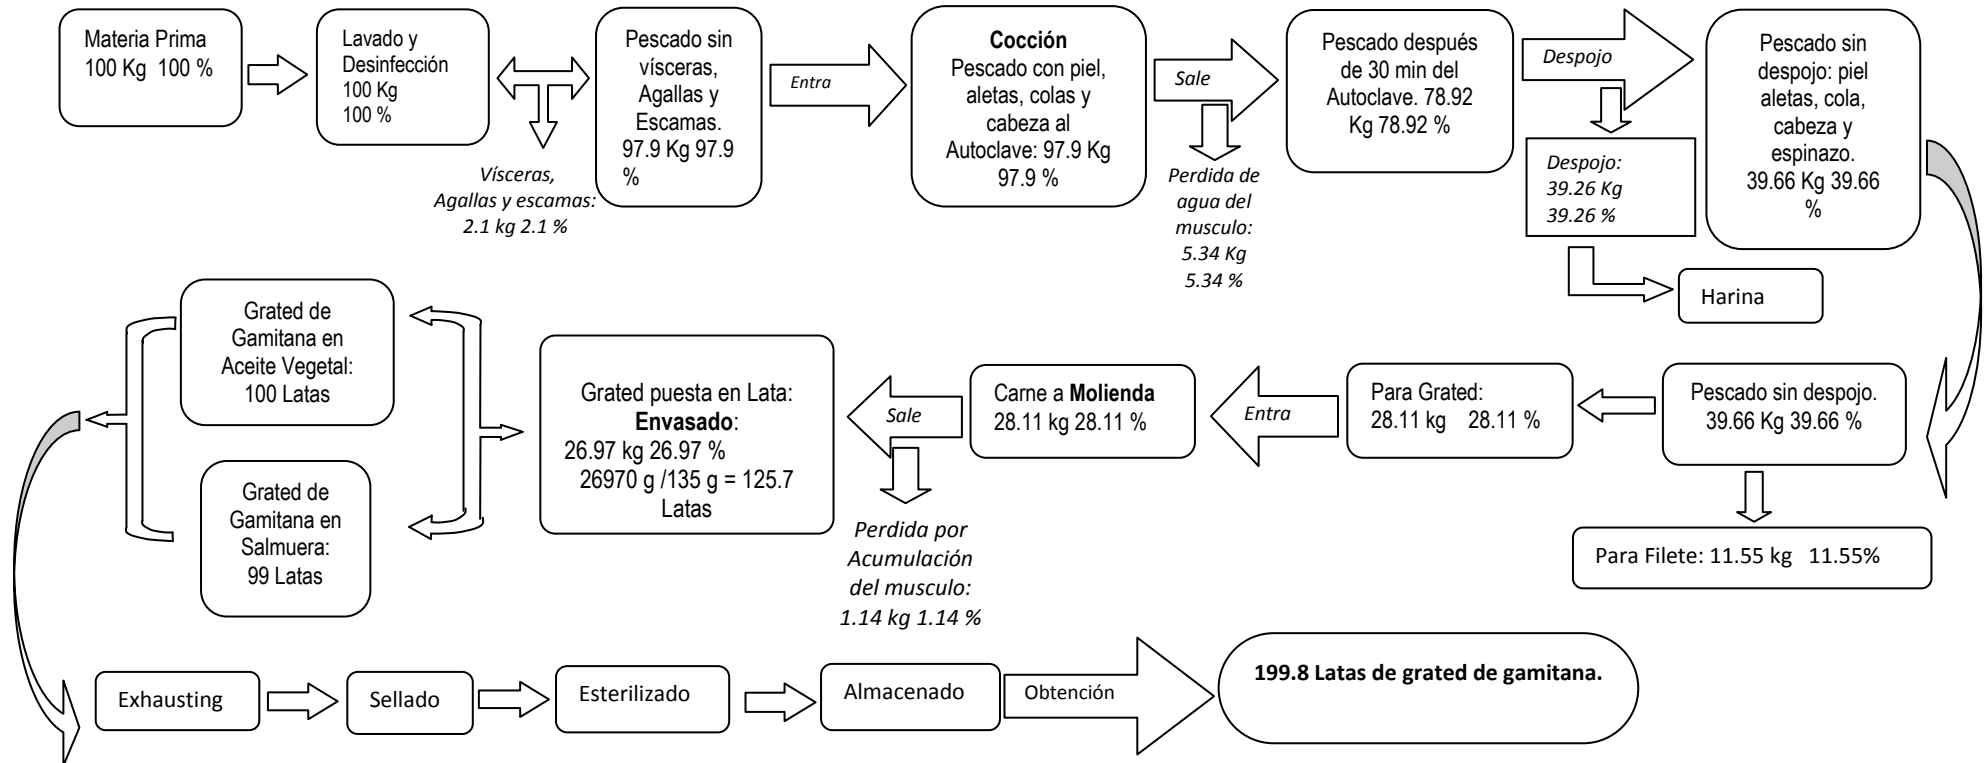 Materia Prima
100 Kg 100 %
Lavado y
Desinfección
100 Kg
100 %
Vísceras,
Agallas y escamas:
2.1 kg 2.1 %
Pescado sin
vísceras,
Agallas y
Escamas.
97.9 Kg 97.9
%
Entra
Cocción
Pescado con piel,
aletas, colas y
cabeza al
Autoclave: 97.9 Kg
97.9 %
Sale
Perdida de
agua del
musculo:
5.34 Kg
5.34 %
Pescado después
de 30 min del
Autoclave. 78.92
Kg 78.92 %
Despojo
Despojo:
39.26 Kg
39.26 %
Harina
Pescado sin
despojo: piel
aletas, cola,
cabeza y
espinazo.
39.66 Kg 39.66
%
Pescado sin despojo.
39.66 Kg 39.66 %
Para Filete: 11.55 kg 11.55%
Para Grated:
28.11 kg 28.11 %
Entra
Carne a Molienda
28.11 kg 28.11 %
Sale
Perdida por
Acumulación
del musculo:
1.14 kg 1.14 %
Grated puesta en Lata:
Envasado:
26.97 kg 26.97 %
26970 g /135 g = 125.7
Latas
Grated de
Gamitana en
Aceite Vegetal:
100 Latas
Grated de
Gamitana en
Salmuera:
99 Latas
Exhausting
Sellado
Esterilizado
Almacenado
Obtención
199.8 Latas de grated de gamitana.